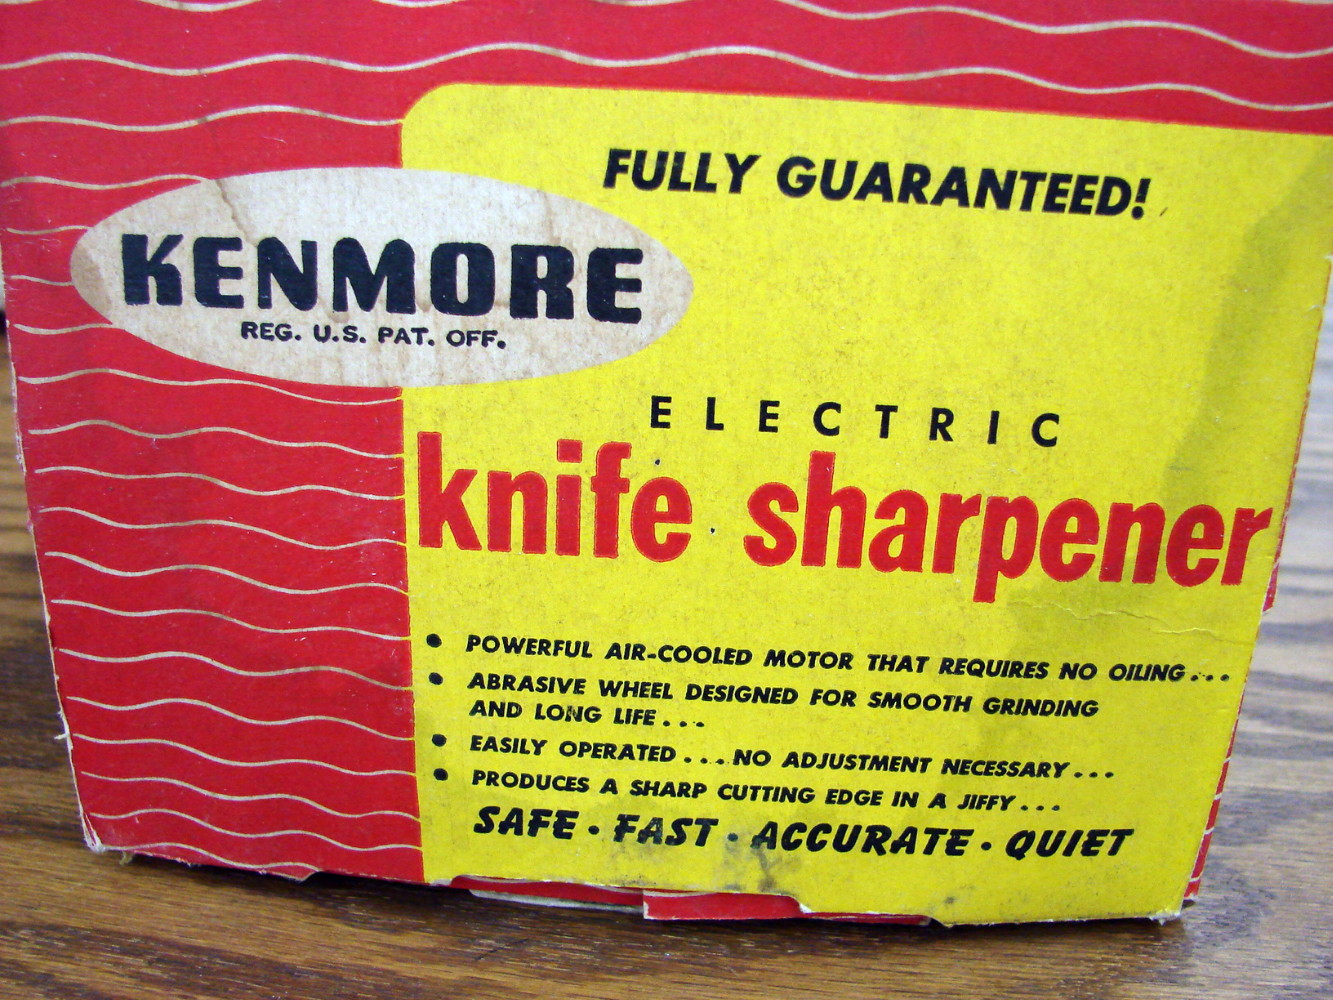 FULLY GUARANTEED!
KENMORE
REG. U.S. PAT. OFF.
ELECTRIC
knife sharpener
• POWERFUL AIR-COOLED MOTOR THAT REQUIRES NO OILING...
• ABRASIVE WHEEL DESIGNED FOR SMOOTH GRINDING
AND LONG LIFE...
• EASILY OPERATED ....NO ADJUSTMENT NECESSARY...
• PRODUCES A SHARP CUTTING EDGE IN A JIFFY...
SAFE • FAST • ACCURATE • QUIET